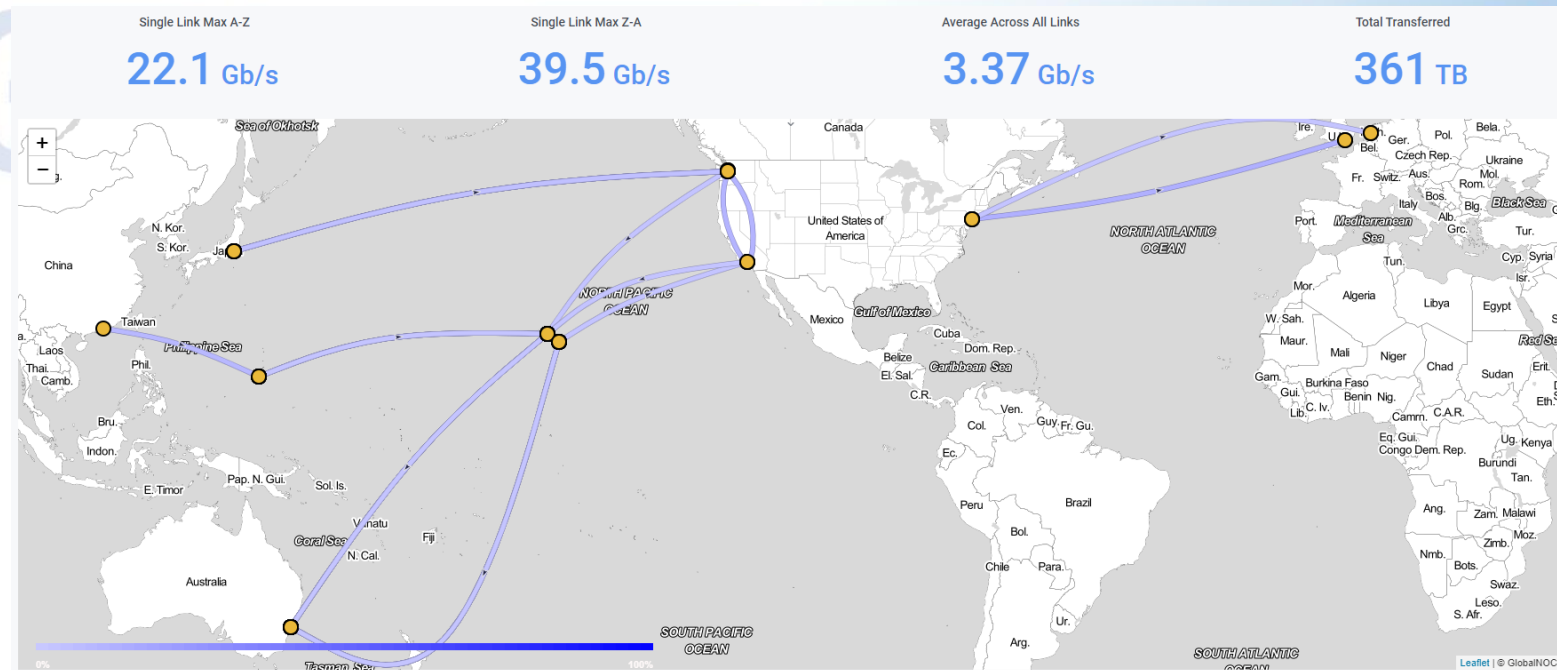 Single Link Max A-Z
Single Link Max Z-A
Average Across All Links
Total Transferred
22.1 Gb/s
39.5 Gb/s
3.37 Gb/s
361 TB
+
−
Sea of Okhotsk
Canada
Ire.
Bel.
Ger.
Pol.
Bela.
Czech Rep.
Ukraine
Fr.
Switz.
Aus.
Mol.
Rom.
Bos.
Italy
Blg.
Black Sea
Alb.
Grc.
Port.
Mediterranean
Sea
Tur.
N. Kor.
S. Kor.
China
United States of
America
NORTH ATLANTIC
OCEAN
Tun.
Cyp.
Syria
Isr.
Mor.
Algeria
Libya
Egypt
NORTH PACIFIC
OCEAN
Mexico
Gulf of Mexico
Cuba
Dom. Rep.
Belize
El. Sal.
Caribbean Sea
C.R.
W. Sah.
Maur.
Mali
Niger
Chad
Sudan
Erit.
Taiwan
Philippine Sea
Laos
Thai.
Camb.
Phil.
Gam.
Gui.
Lib.
C. Iv.
Burkina Faso
Benin
Nig.
Camrn.
C.A.R.
Eth.
Ven.
Guy.
Fr. Gu.
Col.
Ec.
Bru.
Indon.
E. Timor
Pap. N. Gui.
Sol. Is.
Eq. Gui.
Congo
Dem. Rep.
Ug.
Kenya
Burundi
Tan.
Peru
Brazil
Bol.
Ang.
Zam.
Malawi
Moz.
Zimb.
Coral Sea
N. Cal.
Fiji
Australia
Chile
Para.
Nmb.
Bots.
Swaz.
Leso.
S. Afr.
Ur.
Arg.
SOUTH PACIFIC
OCEAN
SOUTH ATLANTIC
OCEAN
Tasman Sea
0%
100%
Leaflet | © GlobalNOC